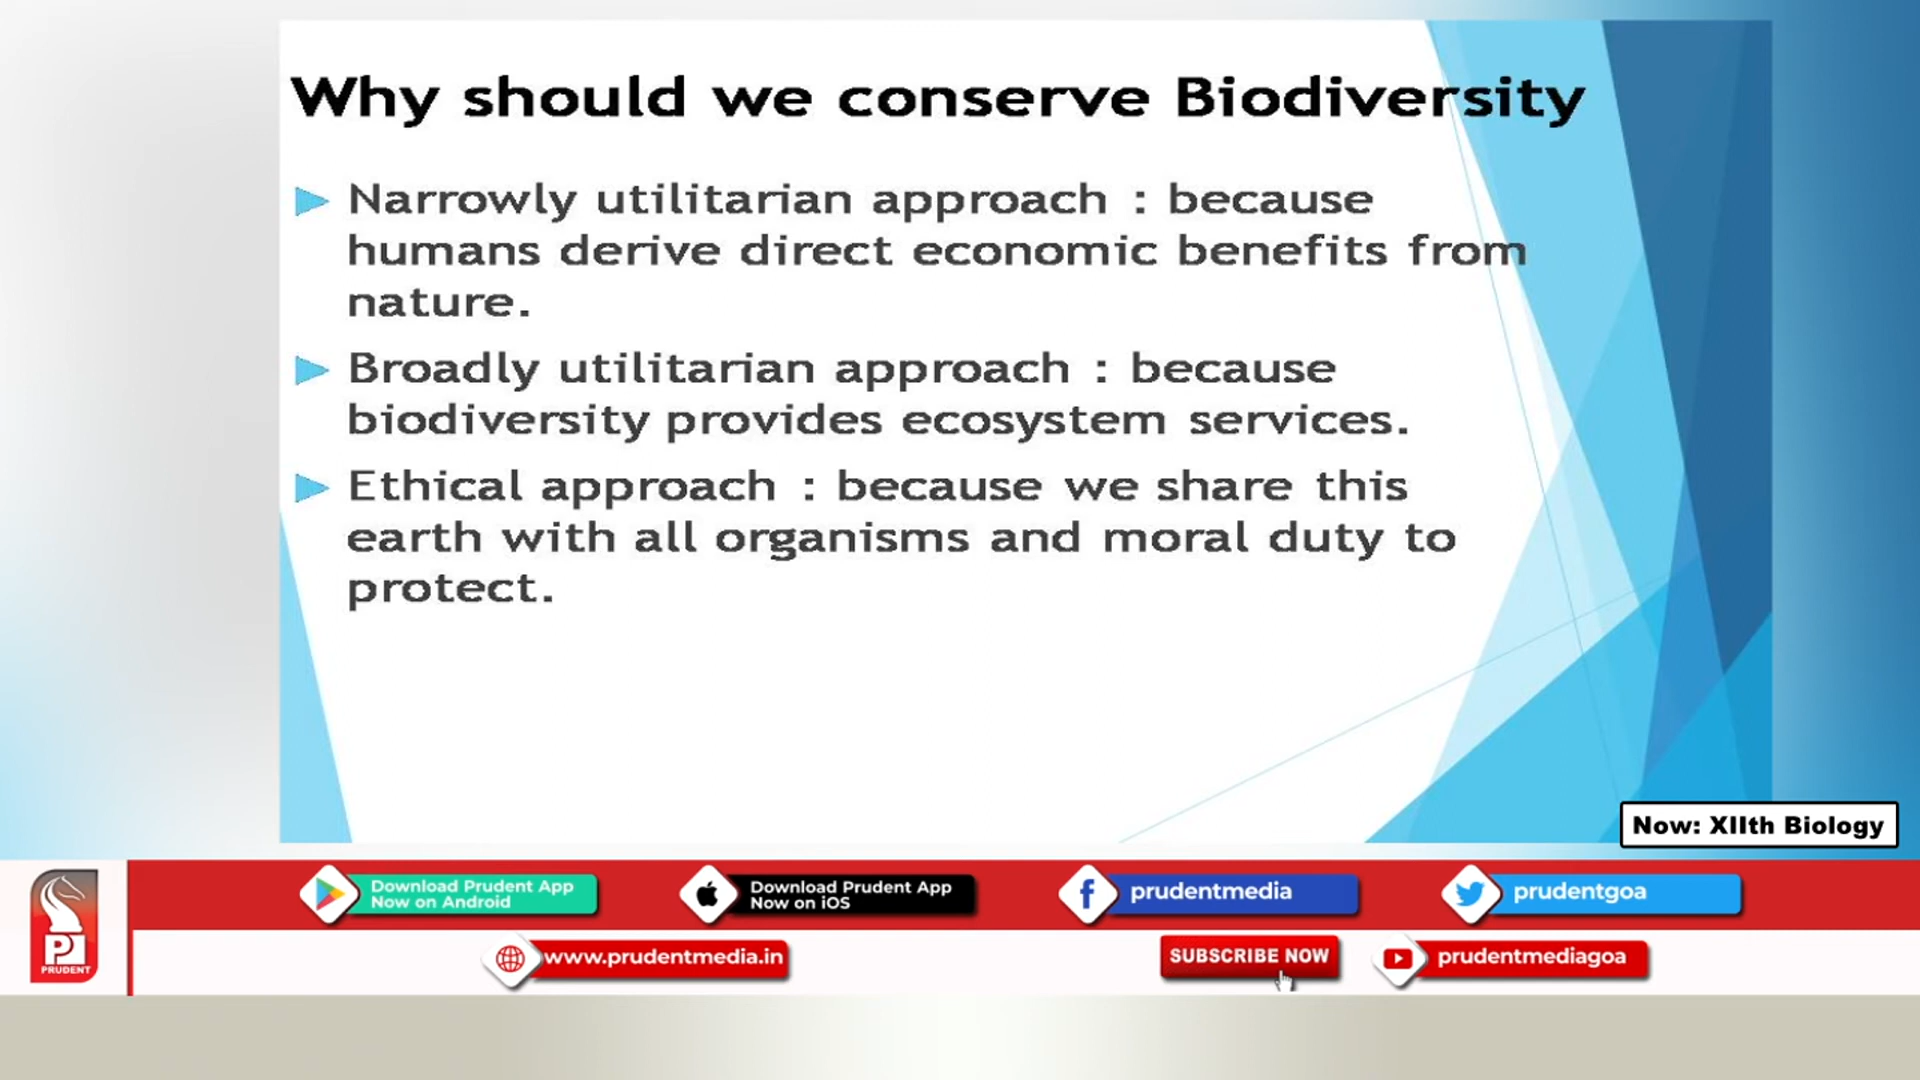 Why should we conserve Biodiversity
Narrowly utilitarian approach : because
humans derive direct economic benefits from
nature.
Broadly utilitarian approach : because
biodiversity provides ecosystem services.
Ethical approach : because we share this
earth with all organisms and moral duty to
protect.
Now: XIIth Biology
Download Prudent App
Now on Android
Download Prudent App
Now on iOS
prudentmedia
prudentgoa
PRUDENT
www.prudentmedia.in
SUBSCRIBE NOW
prudentmediagoa